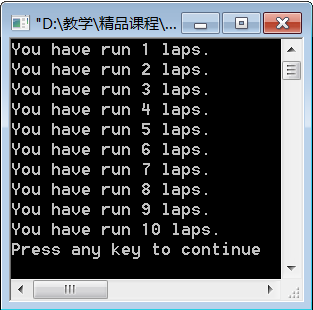 "D:\教学\精品课程\...
You have run 1 laps.
You have run 2 laps.
You have run 3 laps.
You have run 4 laps.
You have run 5 laps.
You have run 6 laps.
You have run 7 laps.
You have run 8 laps.
You have run 9 laps.
You have run 10 laps.
Press any key to continue